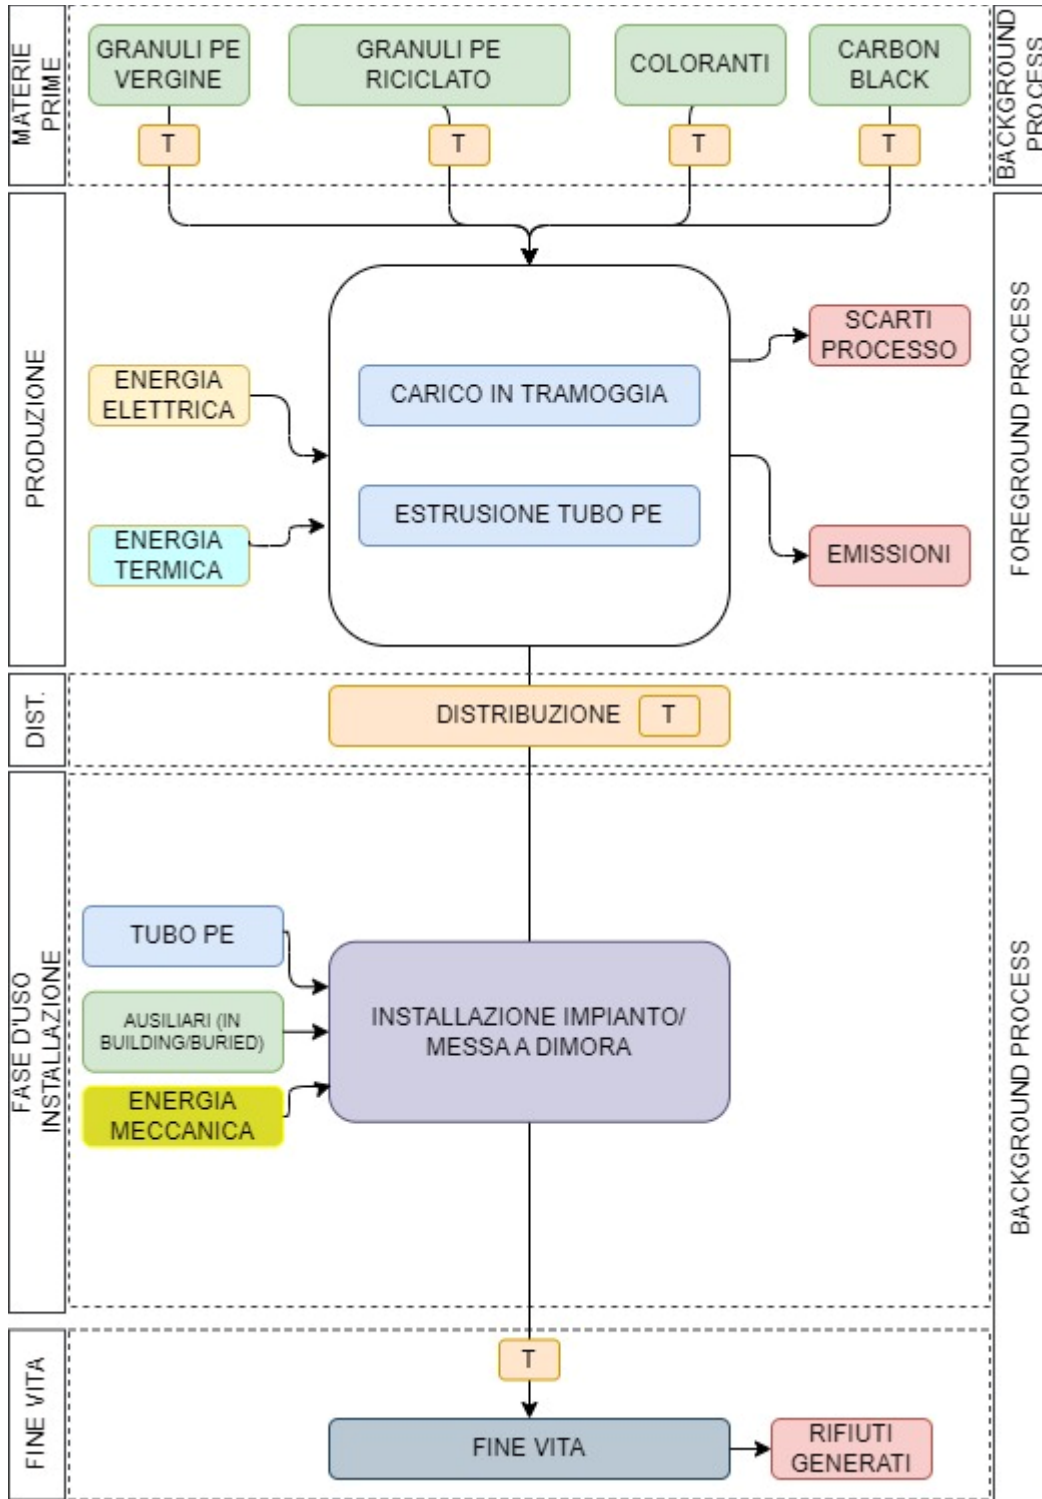 MATERIE
PRIME
GRANULI PE
VERGINE
GRANULI PE
RICICLATO
COLORANTI
CARBON
BLACK
BACKGROUND
PROCESS
T
T
T
T
PRODUZIONE
ENERGIA
ELETTRICA
ENERGIA
TERMICA
CARICO IN TRAMOGGIA
ESTRUSIONE TUBO PE
SCARTI
PROCESSO
EMISSIONI
FOREGROUND PROCESS
DIST.
DISTRIBUZIONE
T
FASE D'USO
INSTALLAZIONE
TUBO PE
AUSILIARI (IN
BUILDING/BURIED)
ENERGIA
MECCANICA
INSTALLAZIONE IMPIANTO/
MESSA A DIMORA
BACKGROUND PROCESS
FINE VITA
T
FINE VITA
RIFIUTI
GENERATI